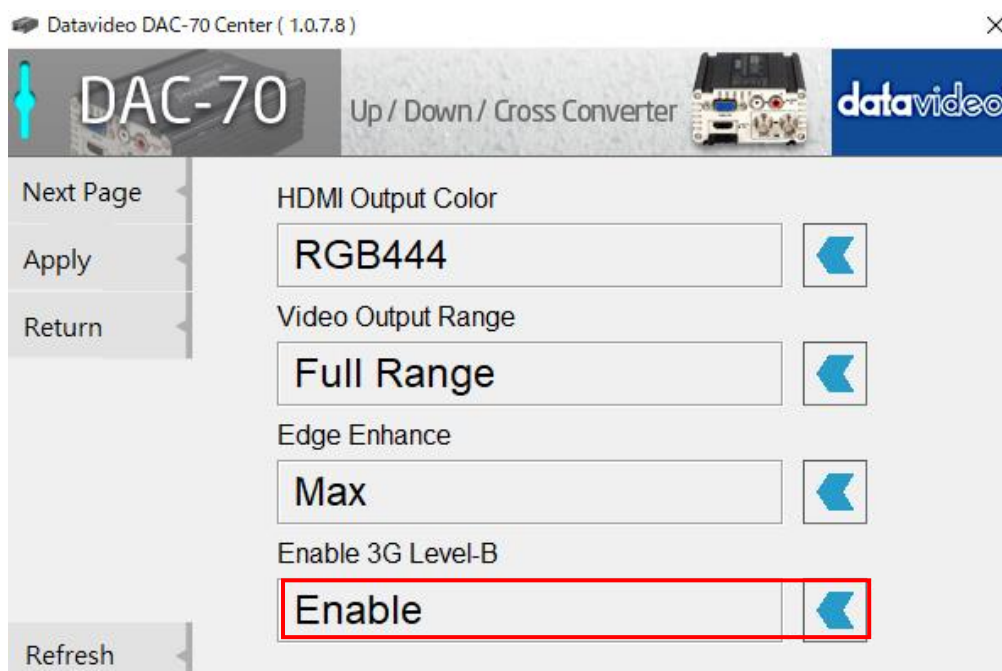 Datavideo DAC-70 Center ( 1.0.7.8 )
DAC-70
Up / Down / Cross Converter
datavideo
Next Page
Apply
Return
HDMI Output Color
RGB444
Video Output Range
Full Range
Edge Enhance
Max
Enable 3G Level-B
Enable
Refresh